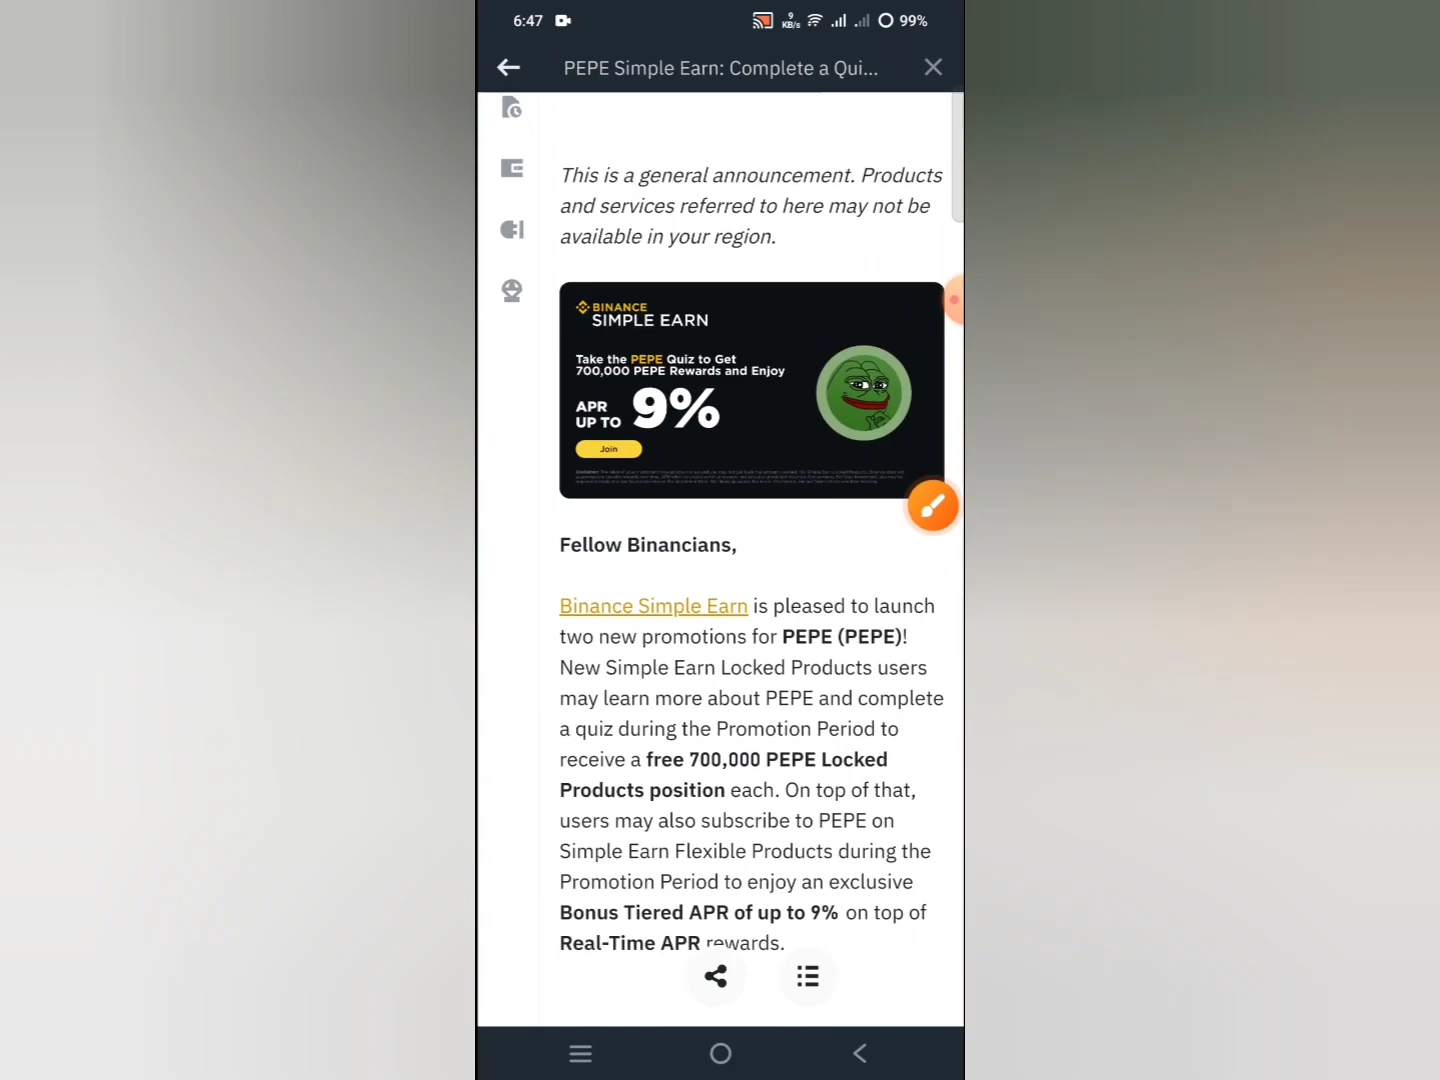 6:47
9
KB/s
99%
PEPE Simple Earn: Complete a Qui...
This is a general announcement. Products
and services referred to here may not be
available in your region.
BINANCE
SIMPLE EARN
Take the PEPE Quiz to Get
700,000 PEPE Rewards and Enjoy
APR
UP TO 9%
Join
Fellow Binancians,
Binance Simple Earn is pleased to launch
two new promotions for PEPE (PEPE)!
New Simple Earn Locked Products users
may learn more about PEPE and complete
a quiz during the Promotion Period to
receive a free 700,000 PEPE Locked
Products position each. On top of that,
users may also subscribe to PEPE on
Simple Earn Flexible Products during the
Promotion Period to enjoy an exclusive
Bonus Tiered APR of up to 9% on top of
Real-Time APR rewards.